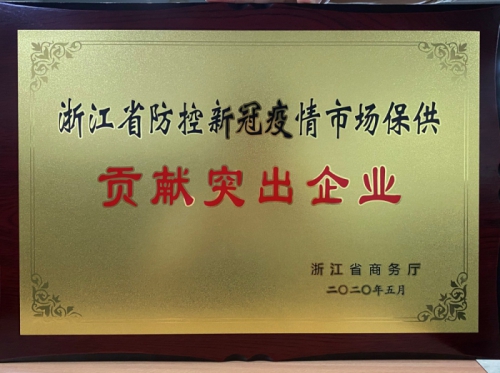 浙江省防控新冠疫情市场保供
贡献突出企业
浙江省商务厅
二〇二〇年五月